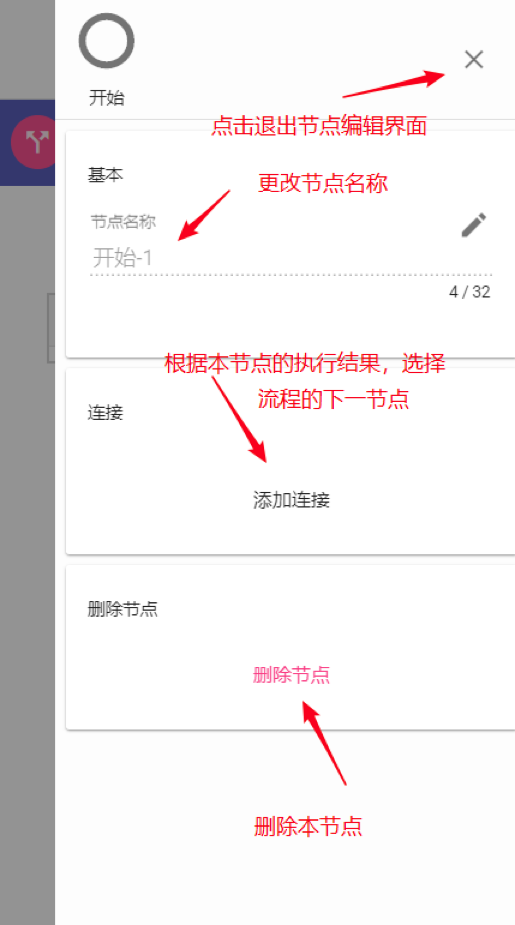 开始
点击退出节点编辑界面
基本
更改节点名称
节点名称
开始-1
4 / 32
根据本节点的执行结果，选择
流程的下一节点
连接
添加连接
删除节点
删除节点
删除本节点